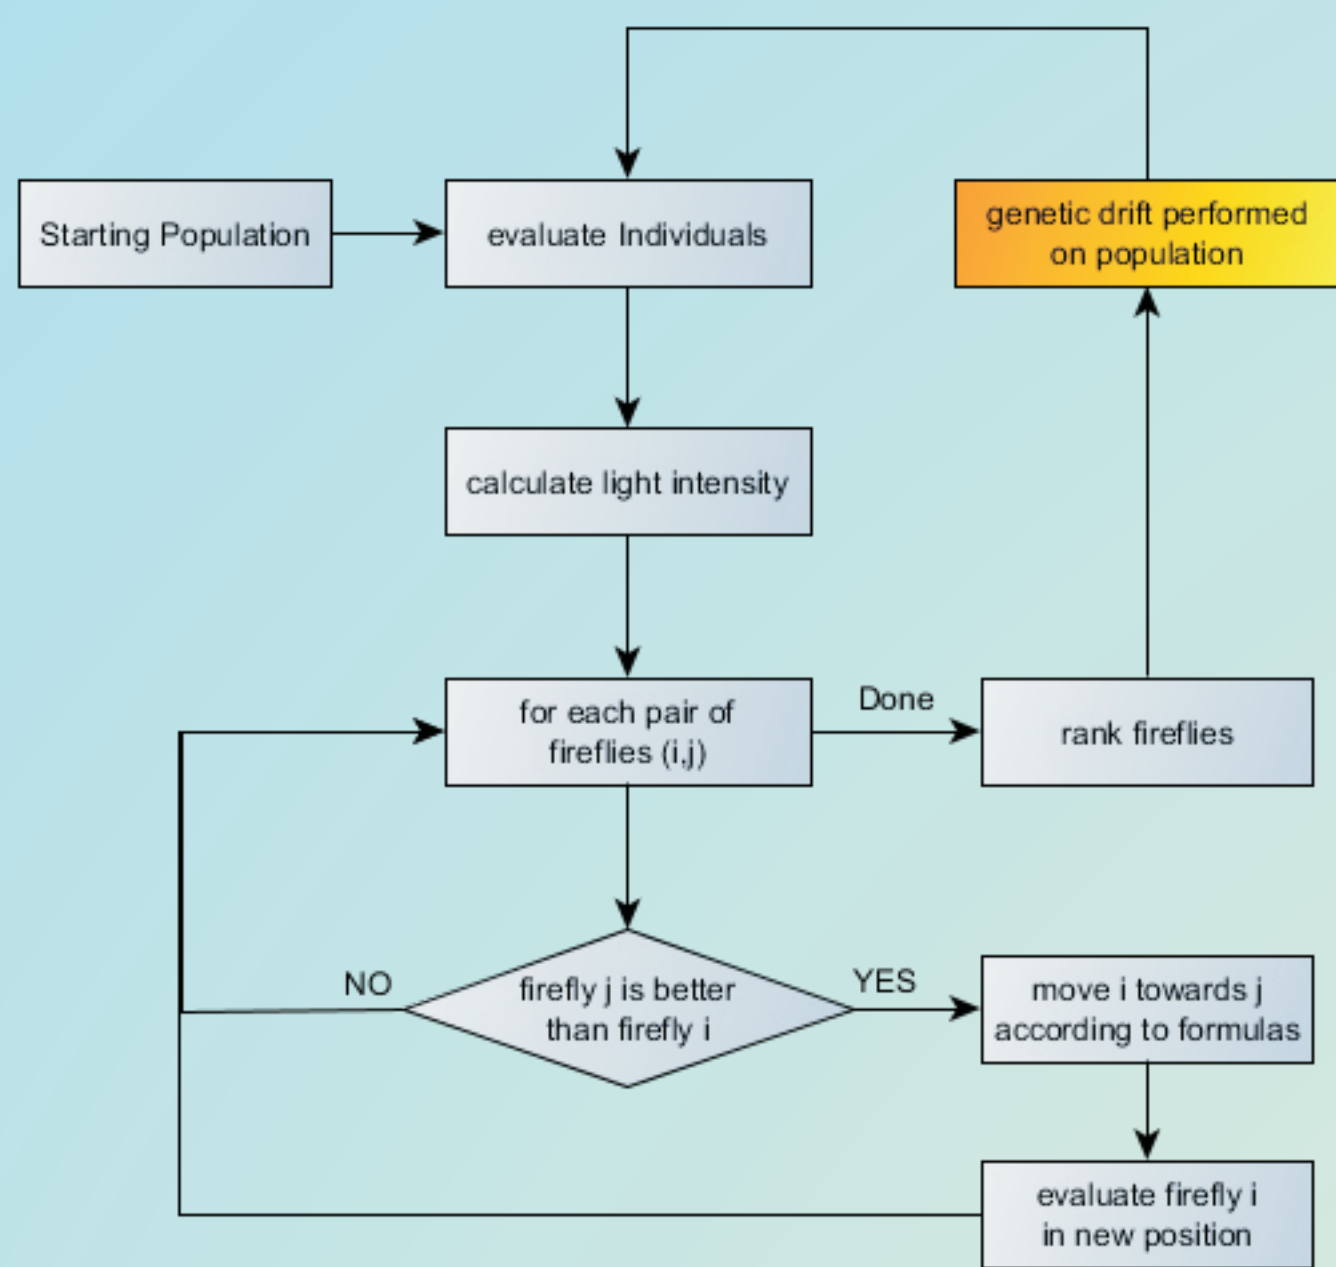 Starting Population
evaluate Individuals
genetic drift performed
on population
calculate light intensity
for each pair of
fireflies (i,j)
Done
rank fireflies
NO
firefly j is better
than firefly i
YES
move i towards j
according to formulas
evaluate firefly i
in new position